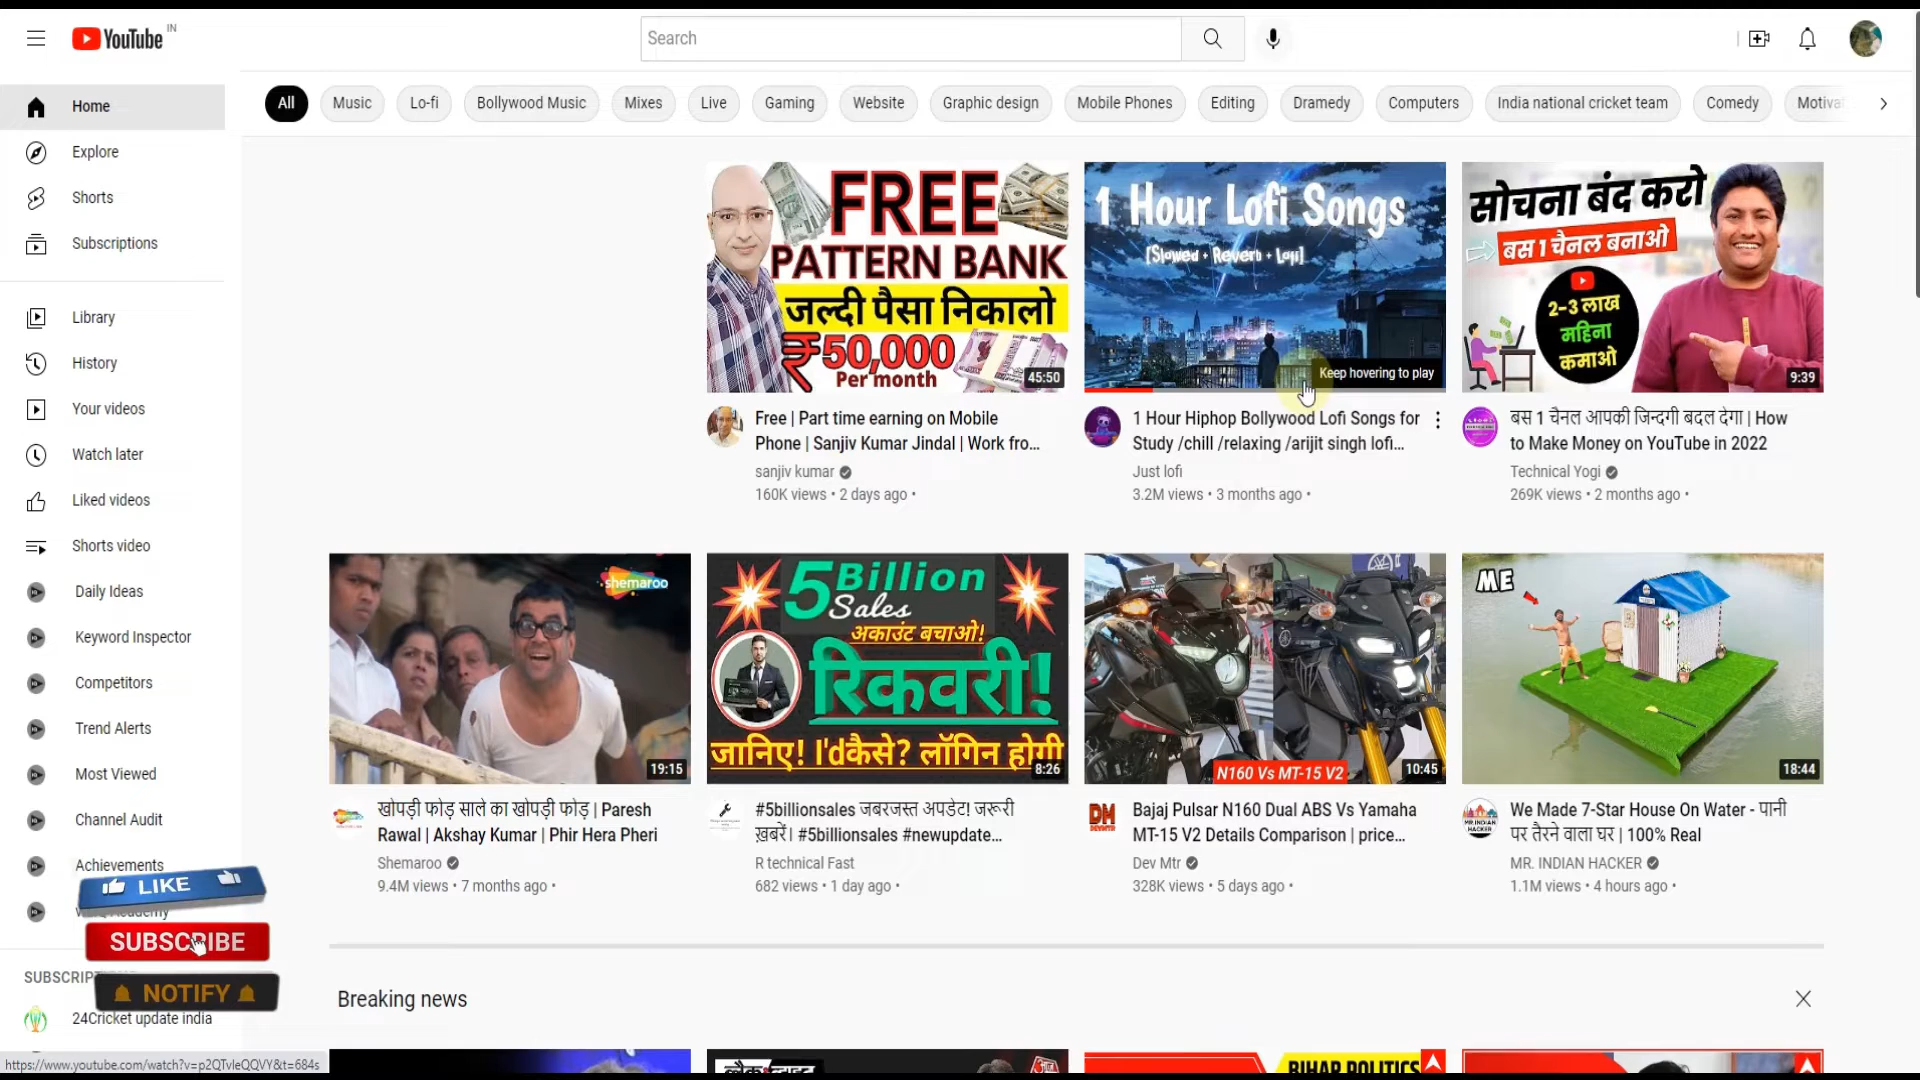 YouTube IN
Search
Home
Explore
Shorts
Subscriptions
Library
History
Your videos
Watch later
Liked videos
Shorts video
Daily Ideas
Keyword Inspector
Competitors
Trend Alerts
Most Viewed
Channel Audit
Achievements
LIKE
SUBSCRIBE
NOTIFY
24Cricket update india
https://www.youtube.com/watch?v=p2QTvleQQVY&t=684s
All
Music
Lo-fi
Bollywood Music
Mixes
Live
Gaming
Website
Graphic design
Mobile Phones
Editing
Dramedy
Computers
India national cricket team
Comedy
FREE
PATTERN BANK
जल्दी पैसा निकालो
₹50,000
Per month
45:50
Free | Part time earning on Mobile
Phone | Sanjiv Kumar Jindal | Work fro...
sanjiv kumar
160K views • 2 days ago •
1 Hour Lofi Songs
[Slowed + Reverb + Lofi]
Keep hovering to play
1 Hour Hiphop Bollywood Lofi Songs for
Study /chill /relaxing /arijit singh lofi...
Just lofi
3.2M views • 3 months ago •
सोचना बंद करो
बस 1 चैनल बनाओ
2-3 लाख
महिना
कमाओ
9:39
बस 1 चैनल आपकी जिन्दगी बदल देगा | How
to Make Money on YouTube in 2022
Technical Yogi
269K views • 2 months ago •
shemaroo
19:15
खोपड़ी फोड़ साले का खोपड़ी फोड़ | Paresh
Rawal | Akshay Kumar | Phir Hera Pheri
Shemaroo
9.4M views • 7 months ago •
5Billion
Sales
अकाउंट बचाओ!
रिकवरी!
जानिए! I'dकैसे? लॉगिन होगी
8:26
#5billionsales जबरजस्त अपडेट! जरूरी
ख़बरें। #5billionsales #newupdate...
R technical Fast
682 views • 1 day ago •
N160 Vs MT-15 V2
10:45
DM
Bajaj Pulsar N160 Dual ABS Vs Yamaha
MT-15 V2 Details Comparison | price...
Dev Mtr
328K views • 5 days ago •
ME
18:44
We Made 7-Star House On Water - पानी
पर तैरने वाला घर | 100% Real
MR. INDIAN HACKER
1.1M views • 4 hours ago •
Breaking news
BIHAR POLITICS